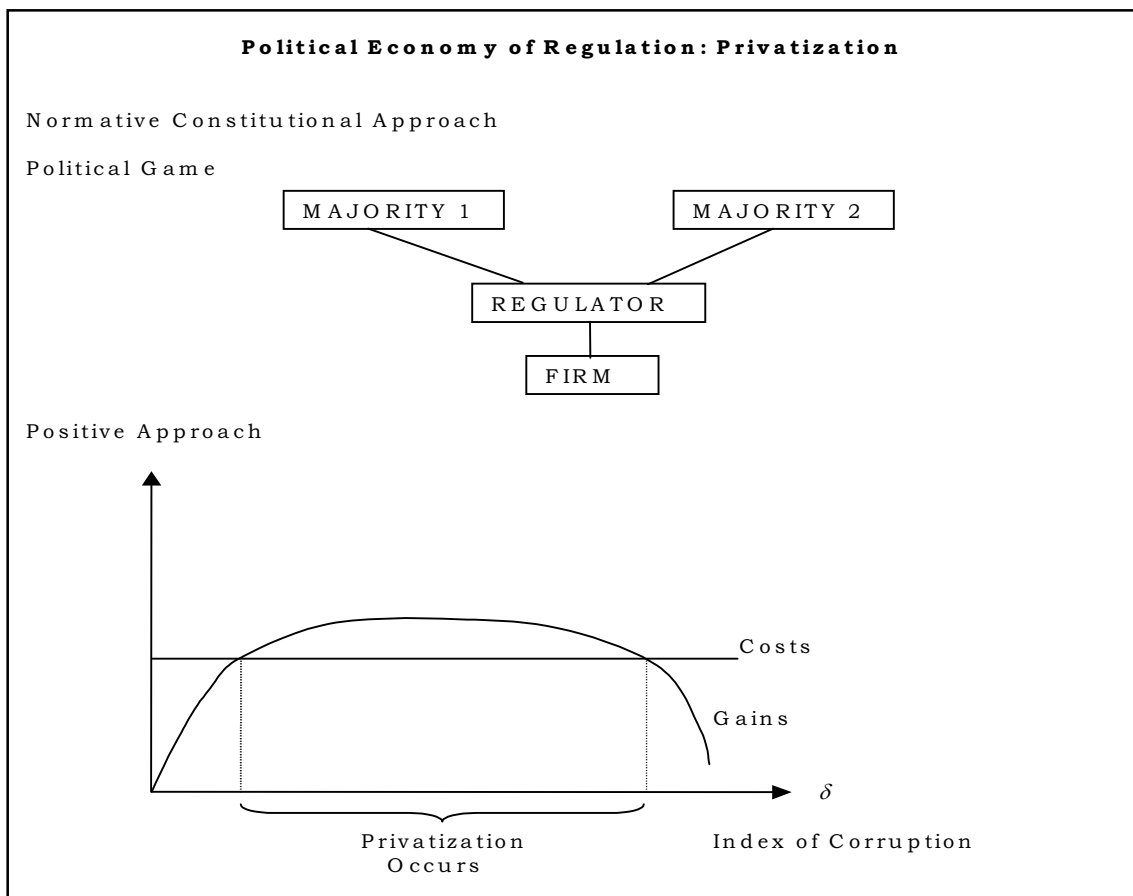 Political Economy of Regulation: Privatization
Normative Constitutional Approach
Political Game
MAJORITY 1
MAJORITY 2
REGULATOR
FIRM
Positive Approach
Costs
Gains
δ
Privatization
Occurs
Index of Corruption